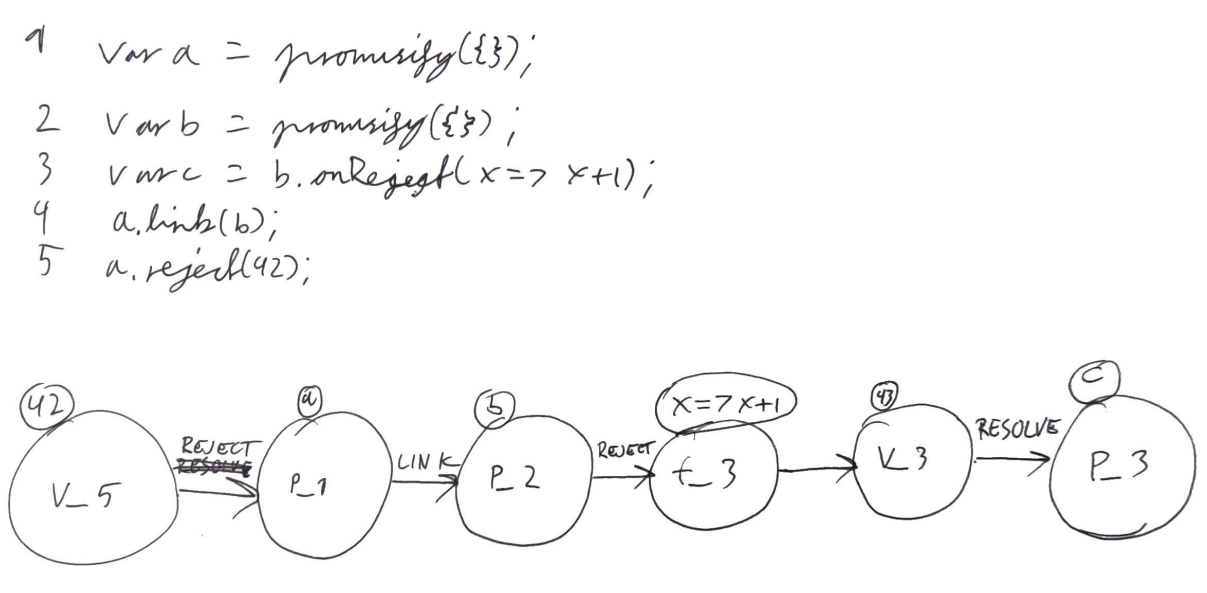 1 var a = promisify({});
2 var b = promisify({});
3 var c = b.onReject(x => x+1);
4 a.link(b);
5 a.reject(42);
42 a b x=>x+1 43 c
REJECT LINK REJECT RESOLVE
RESOLVE
V_5 P_1 P_2 f_3 V_3 P_3